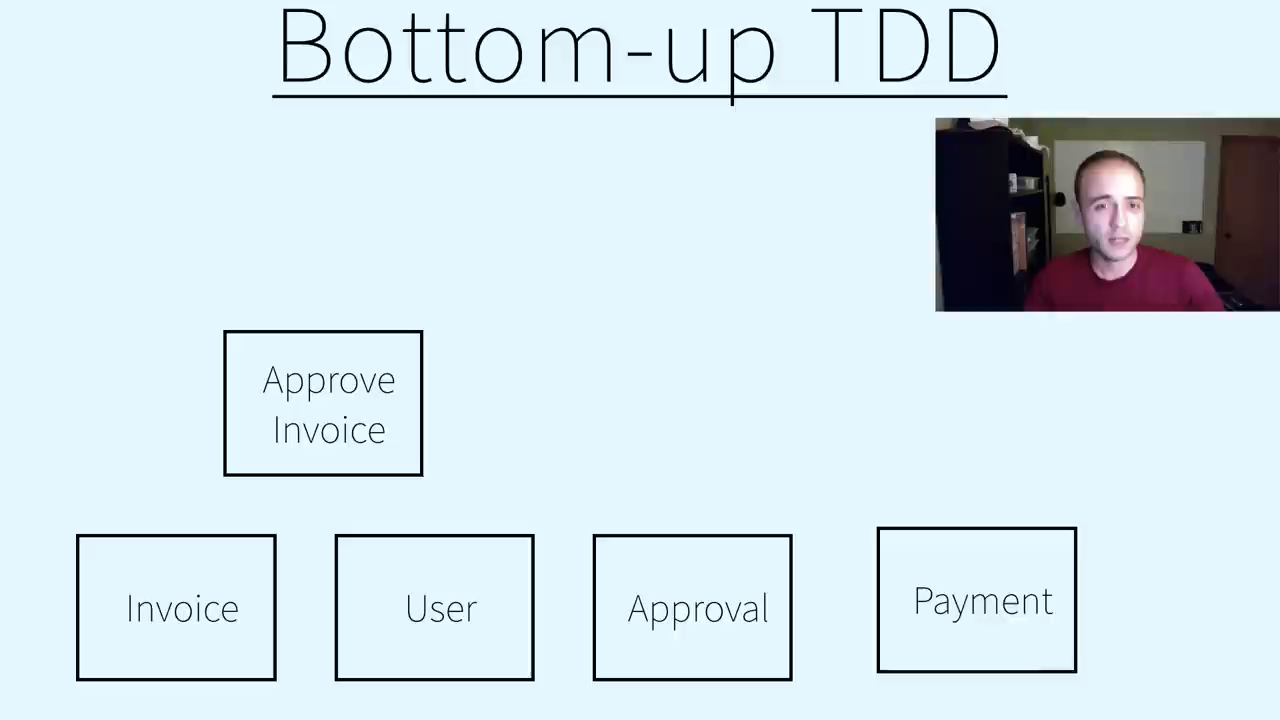 Bottom-up TDD
Approve
Invoice
Invoice
User
Approval
Payment